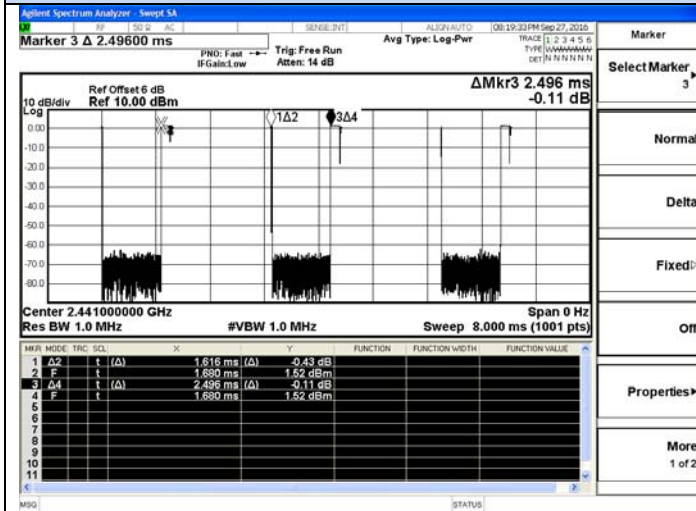 Agilent Spectrum Analyzer - Swept SA
RF 50 Ω AC SENSE:INT ALIGN AUTO 08:19:33 PM Sep 27, 2016
Marker 3 Δ 2.49600 ms
PNO: Fast
IFGain:Low
Trig: Free Run
Atten: 14 dB
Avg Type: Log-Pwr
TRACE 1 2 3 4 5 6
TYPE WWWWWW
DET N N N N N N
Ref Offset 6 dB
10 dB/div Ref 10.00 dBm
ΔMkr3 2.496 ms
-0.11 dB
Log
1Δ2 3Δ4
0.00
-10.0
-20.0
-30.0
-40.0
-50.0
-60.0
-70.0
-80.0
Center 2.441000000 GHz Span 0 Hz
Res BW 1.0 MHz #VBW 1.0 MHz Sweep 8.000 ms (1001 pts)
MKR MODE TRC SCL X Y FUNCTION FUNCTION WIDTH FUNCTION VALUE
1 Δ2 t (Δ) 1.616 ms (Δ) -0.43 dB
2 F t 1.680 ms 1.52 dBm
3 Δ4 t (Δ) 2.496 ms (Δ) -0.11 dB
4 F t 1.680 ms 1.52 dBm
5
6
7
8
9
10
11
MSG STATUS
Marker
Select Marker
3
Normal
Delta
Fixed
Off
Properties
More
1 of 2